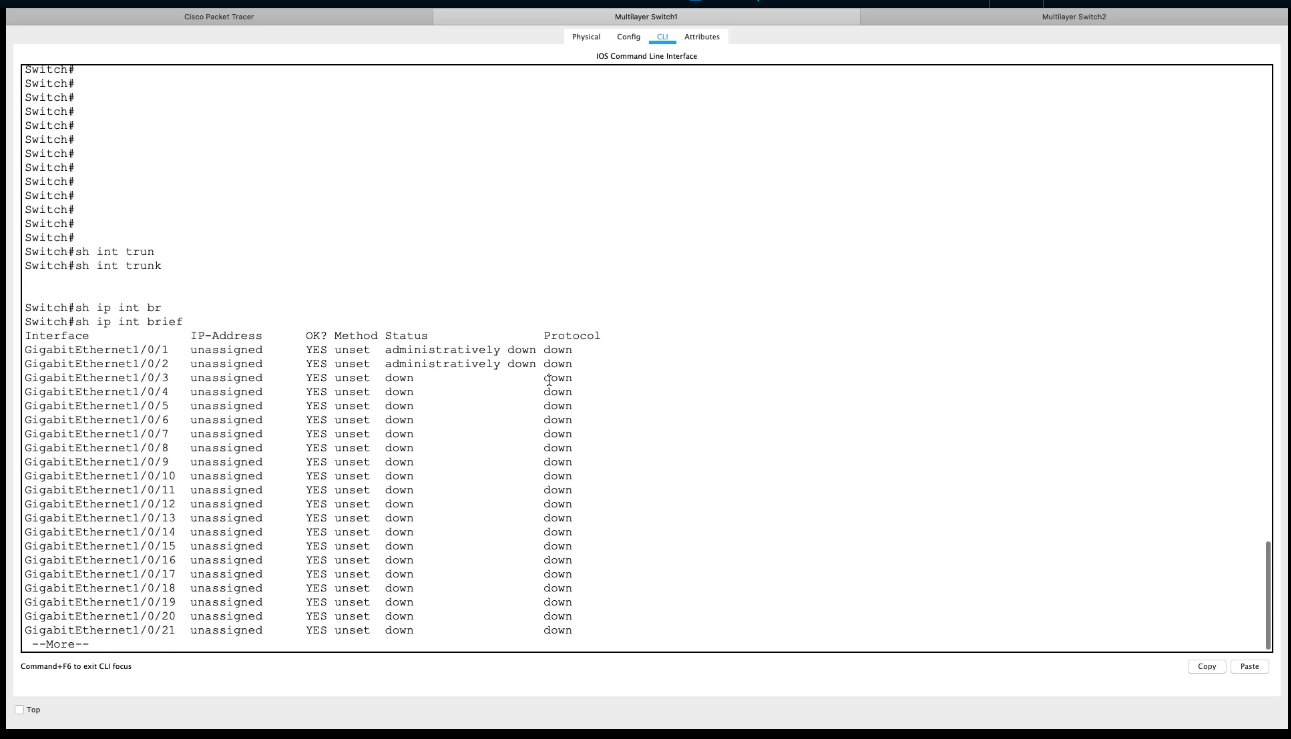 Cisco Packet Tracer Multilayer Switch1 Multilayer Switch2
Physical Config CLI Attributes
IOS Command Line Interface
Switch#
Switch#
Switch#
Switch#
Switch#
Switch#
Switch#
Switch#
Switch#
Switch#
Switch#
Switch#
Switch#
Switch#sh int trun
Switch#sh int trunk
Switch#sh ip int br
Switch#sh ip int brief
Interface IP-Address OK? Method Status Protocol
GigabitEthernet1/0/1 unassigned YES unset administratively down down
GigabitEthernet1/0/2 unassigned YES unset administratively down down
GigabitEthernet1/0/3 unassigned YES unset down down
GigabitEthernet1/0/4 unassigned YES unset down down
GigabitEthernet1/0/5 unassigned YES unset down down
GigabitEthernet1/0/6 unassigned YES unset down down
GigabitEthernet1/0/7 unassigned YES unset down down
GigabitEthernet1/0/8 unassigned YES unset down down
GigabitEthernet1/0/9 unassigned YES unset down down
GigabitEthernet1/0/10 unassigned YES unset down down
GigabitEthernet1/0/11 unassigned YES unset down down
GigabitEthernet1/0/12 unassigned YES unset down down
GigabitEthernet1/0/13 unassigned YES unset down down
GigabitEthernet1/0/14 unassigned YES unset down down
GigabitEthernet1/0/15 unassigned YES unset down down
GigabitEthernet1/0/16 unassigned YES unset down down
GigabitEthernet1/0/17 unassigned YES unset down down
GigabitEthernet1/0/18 unassigned YES unset down down
GigabitEthernet1/0/19 unassigned YES unset down down
GigabitEthernet1/0/20 unassigned YES unset down down
GigabitEthernet1/0/21 unassigned YES unset down down
--More--
Command+F6 to exit CLI focus Copy Paste
Top